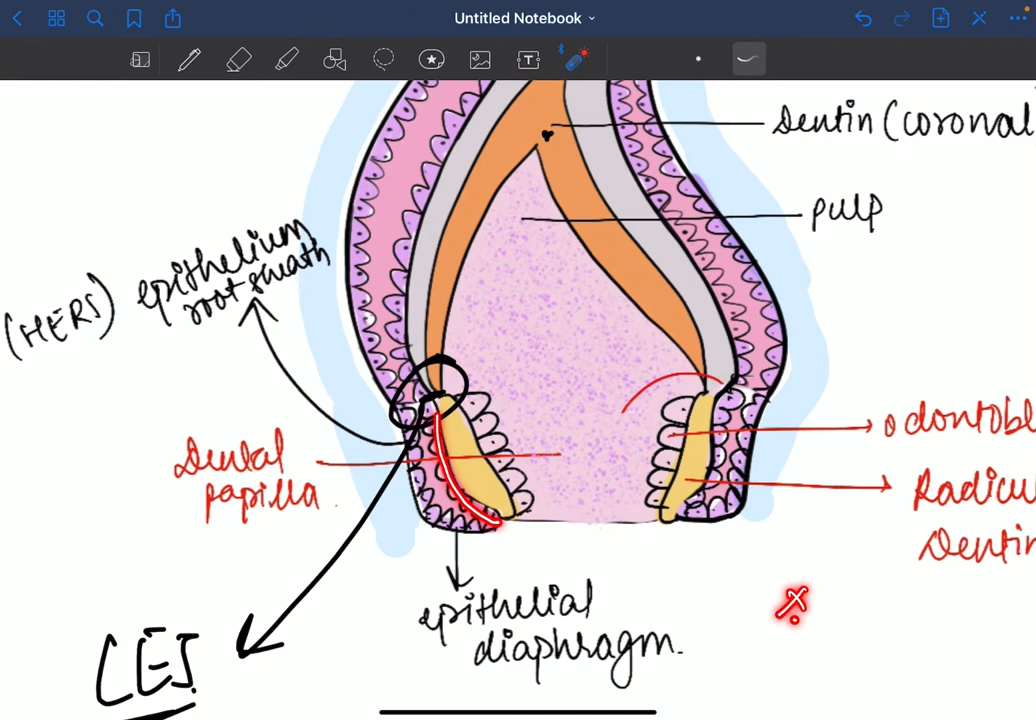 Untitled Notebook
Dentin (coronal
pulp
(HERS) epithelium
root sheath
odontobl
Dental
papilla
Radicu
Dentin
epithelial
diaphragm.
CEJ